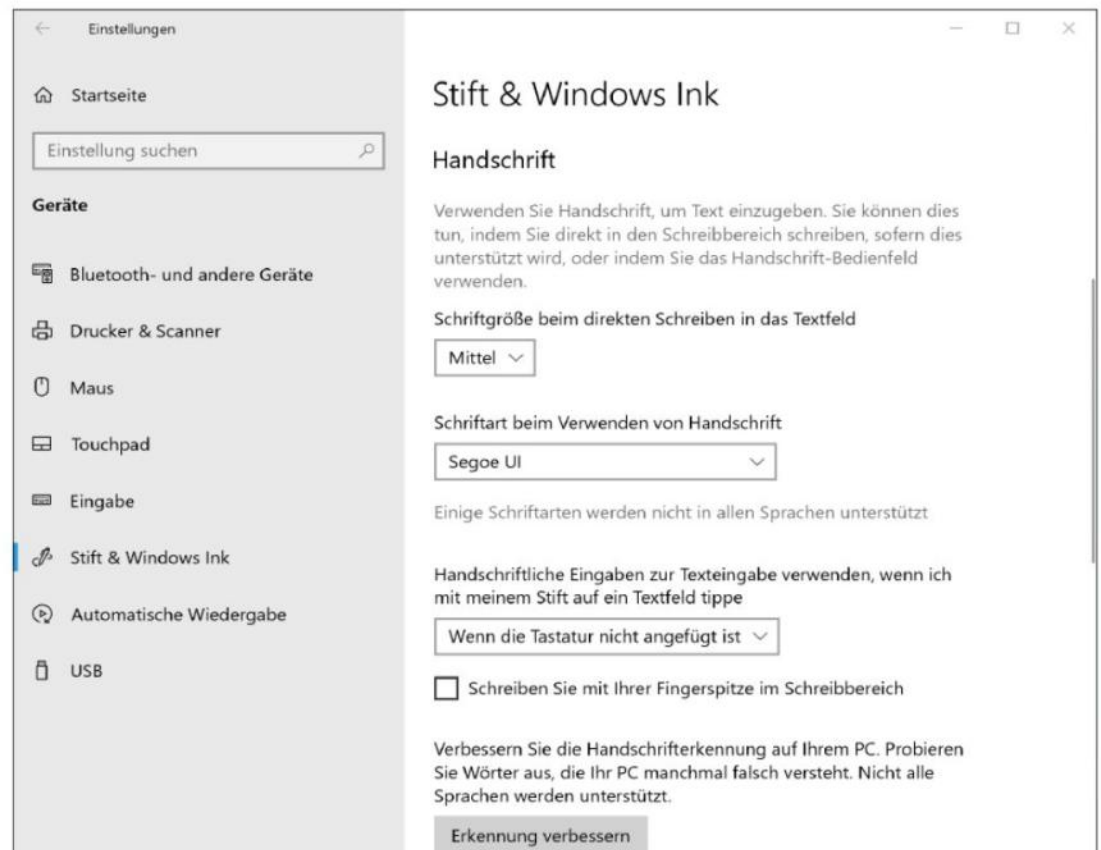 Einstellungen
Startseite
Einstellung suchen
Geräte
Bluetooth- und andere Geräte
Drucker & Scanner
Maus
Touchpad
Eingabe
Stift & Windows Ink
Automatische Wiedergabe
USB
Stift & Windows Ink
Handschrift
Verwenden Sie Handschrift, um Text einzugeben. Sie können dies
tun, indem Sie direkt in den Schreibbereich schreiben, sofern dies
unterstützt wird, oder indem Sie das Handschrift-Bedienfeld
verwenden.
Schriftgröße beim direkten Schreiben in das Textfeld
Mittel
Schriftart beim Verwenden von Handschrift
Segoe UI
Einige Schriftarten werden nicht in allen Sprachen unterstützt
Handschriftliche Eingaben zur Texteingabe verwenden, wenn ich
mit meinem Stift auf ein Textfeld tippe
Wenn die Tastatur nicht angefügt ist
Schreiben Sie mit Ihrer Fingerspitze im Schreibbereich
Verbessern Sie die Handschrifterkennung auf Ihrem PC. Probieren
Sie Wörter aus, die Ihr PC manchmal falsch versteht. Nicht alle
Sprachen werden unterstützt.
Erkennung verbessern